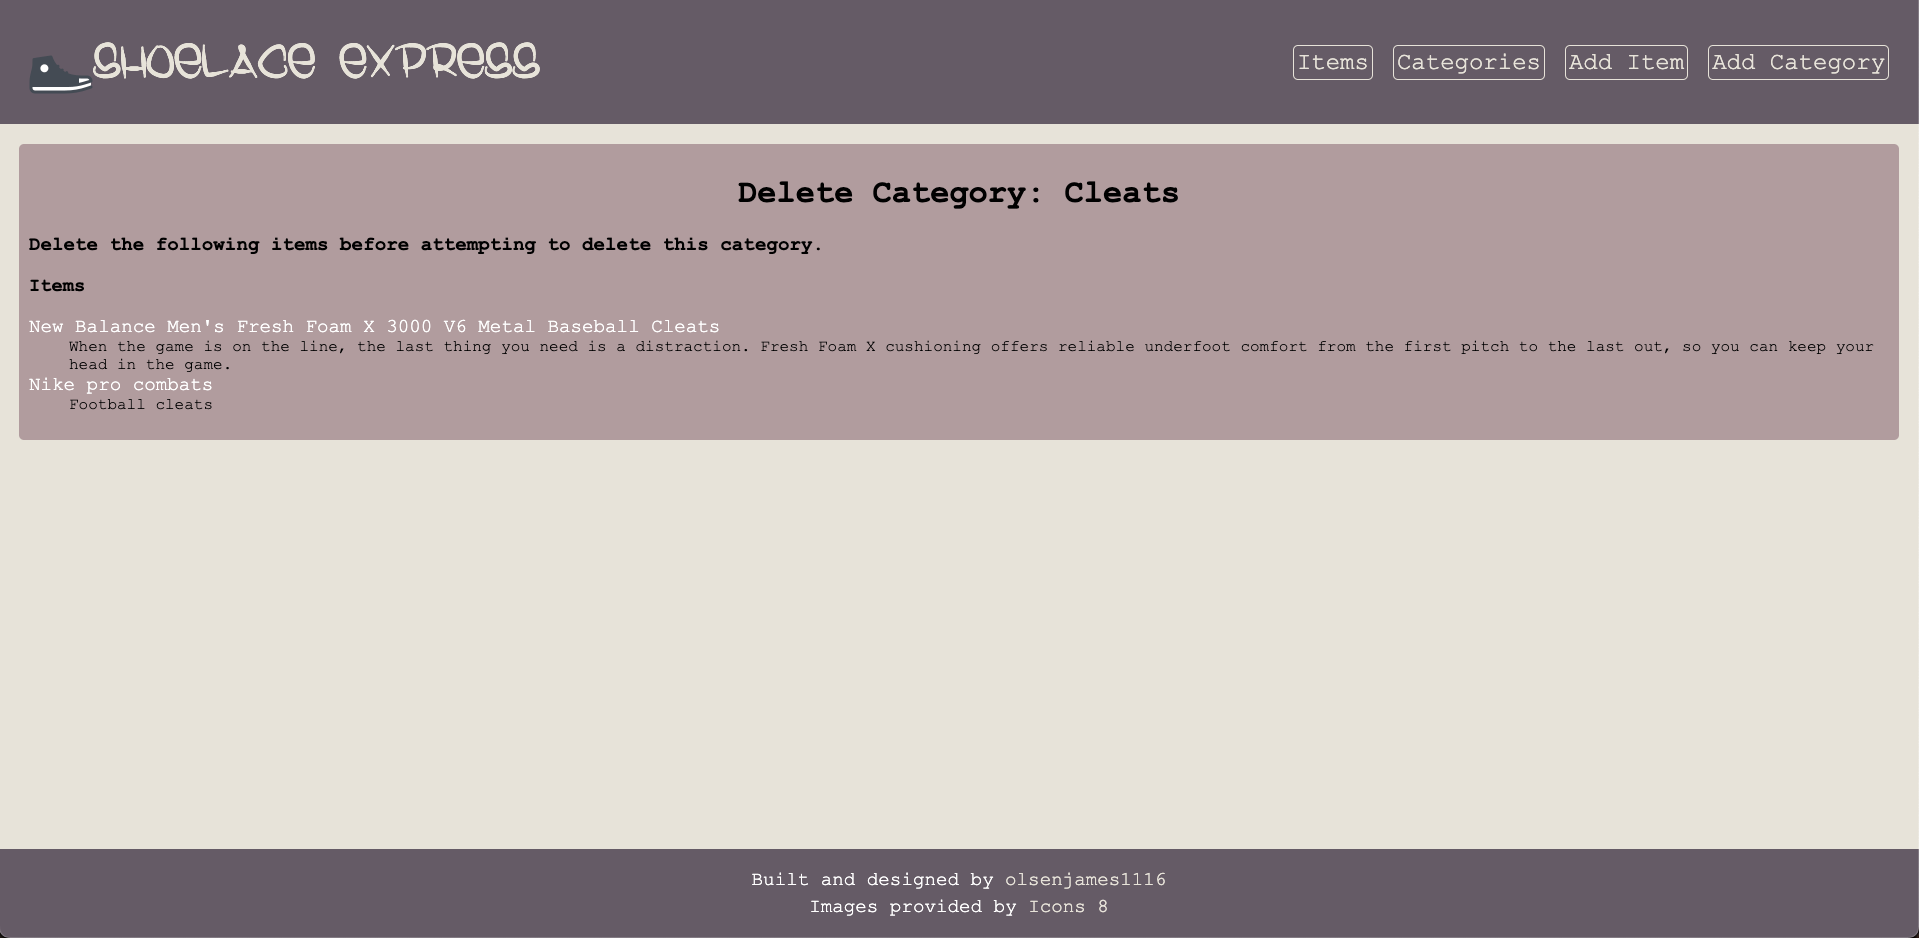 SHOELACE EXPRESS
Items Categories Add Item Add Category
Delete Category: Cleats
Delete the following items before attempting to delete this category.
Items
New Balance Men's Fresh Foam X 3000 V6 Metal Baseball Cleats
When the game is on the line, the last thing you need is a distraction. Fresh Foam X cushioning offers reliable underfoot comfort from the first pitch to the last out, so you can keep your
head in the game.
Nike pro combats
Football cleats
Built and designed by olsenjames1116
Images provided by Icons 8